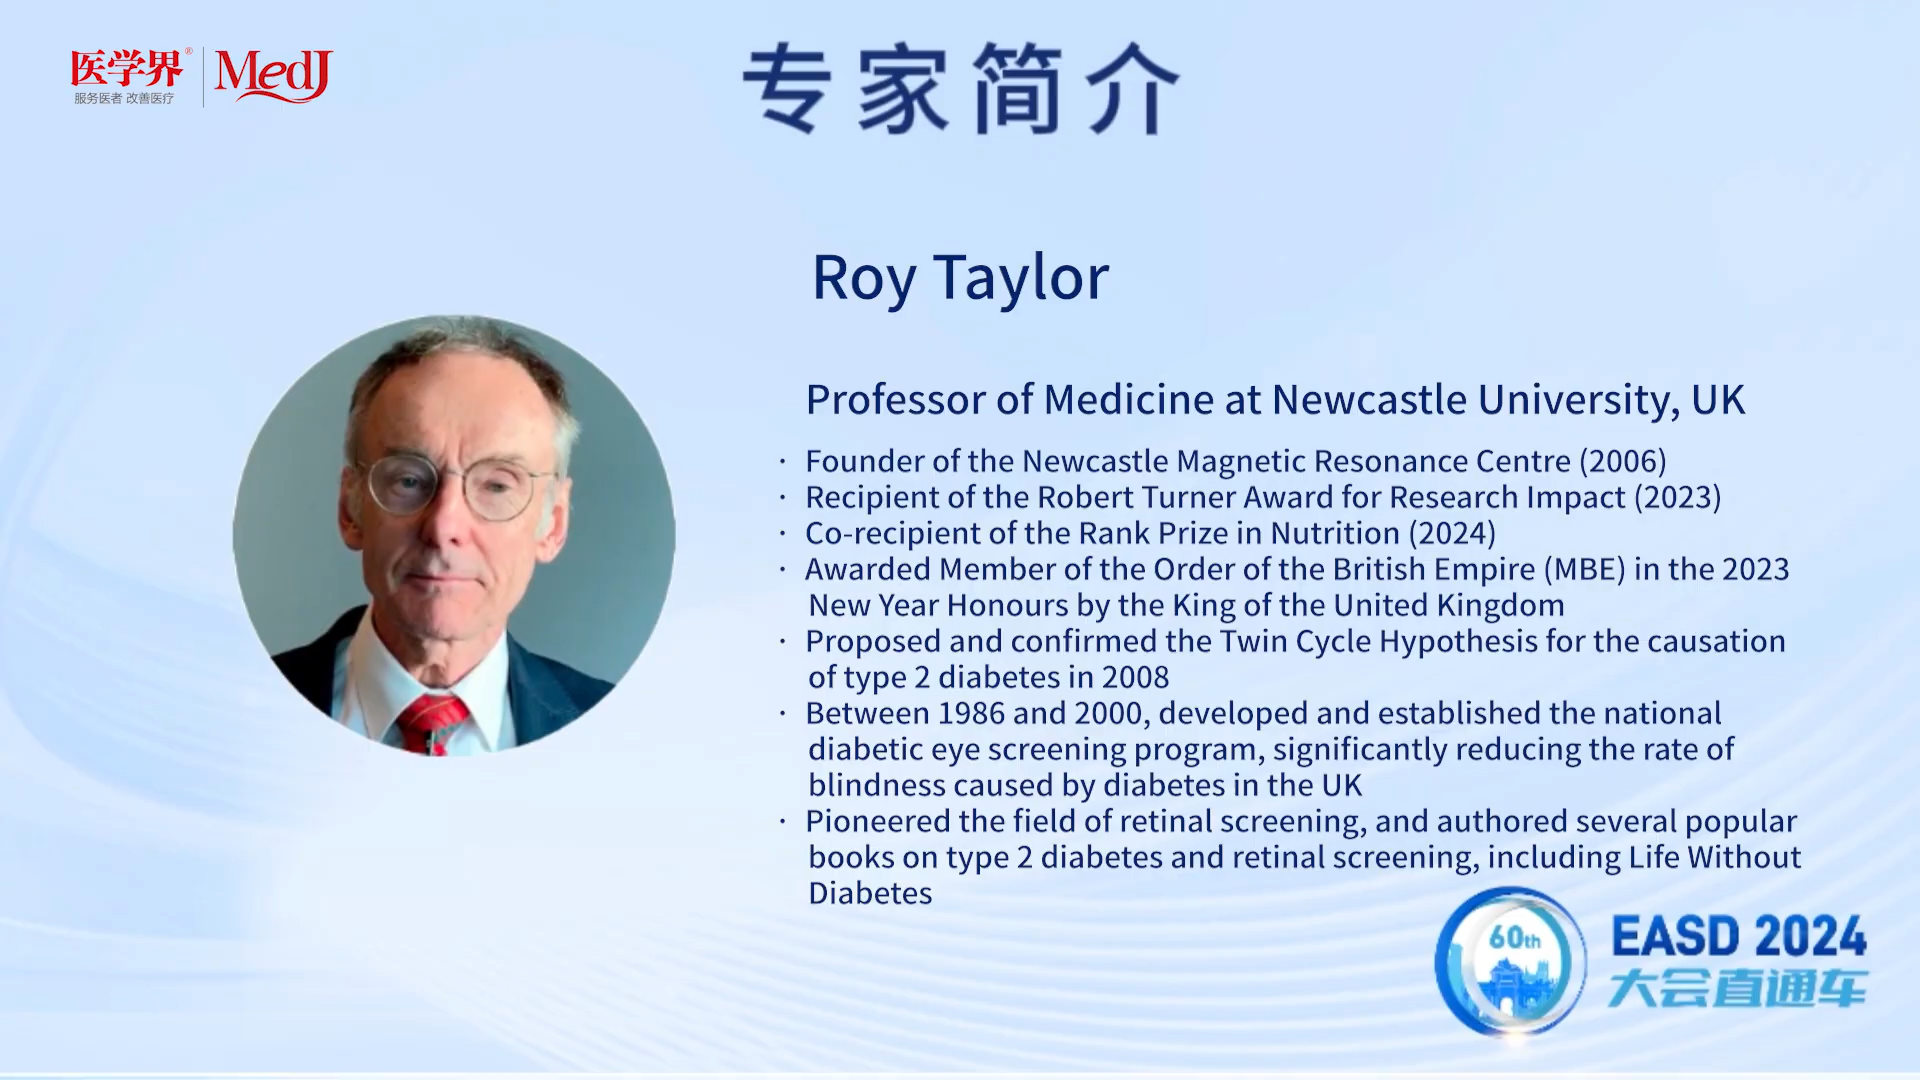 医学界® MedJ
服务医者 改善医疗
专家简介
Roy Taylor
Professor of Medicine at Newcastle University, UK
· Founder of the Newcastle Magnetic Resonance Centre (2006)
· Recipient of the Robert Turner Award for Research Impact (2023)
· Co-recipient of the Rank Prize in Nutrition (2024)
· Awarded Member of the Order of the British Empire (MBE) in the 2023
New Year Honours by the King of the United Kingdom
· Proposed and confirmed the Twin Cycle Hypothesis for the causation
of type 2 diabetes in 2008
· Between 1986 and 2000, developed and established the national
diabetic eye screening program, significantly reducing the rate of
blindness caused by diabetes in the UK
· Pioneered the field of retinal screening, and authored several popular
books on type 2 diabetes and retinal screening, including Life Without
Diabetes
60th
EASD 2024
大会直通车